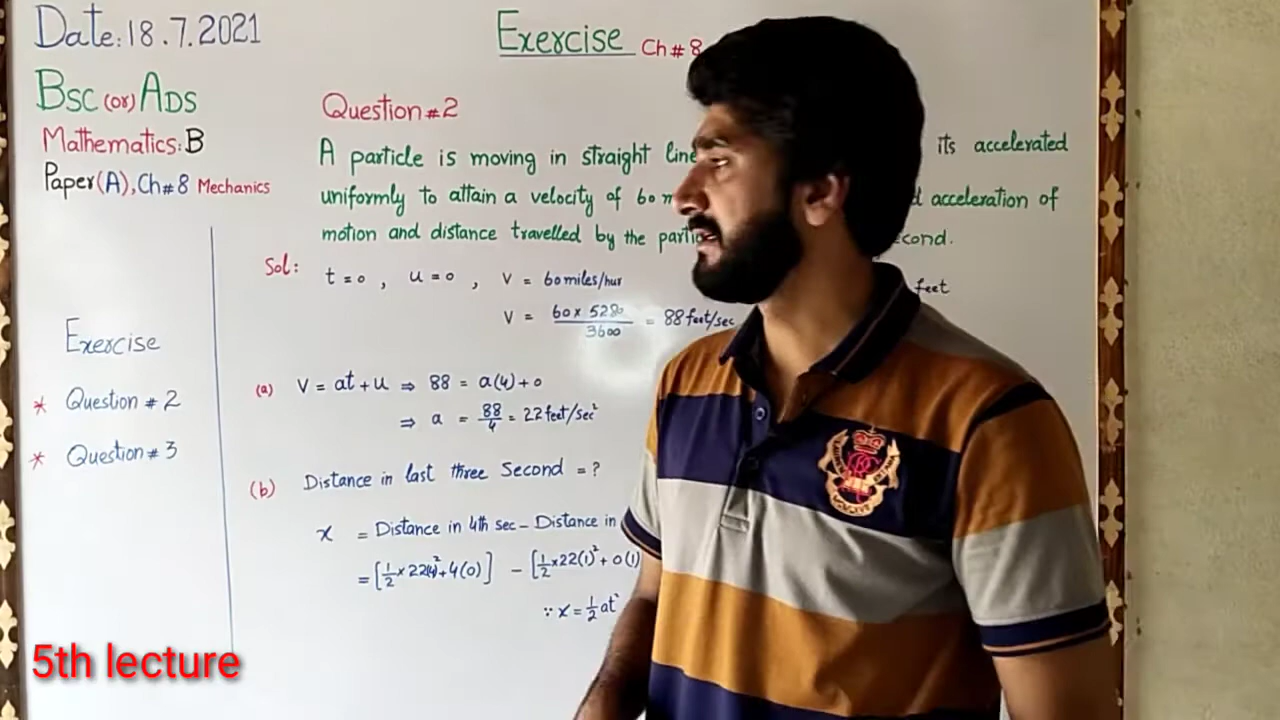 Date: 18.7.2021
Exercise Ch # 8
BSC (or) ADS
Mathematics: B
Paper (A), Ch# 8 Mechanics
Question # 2
A particle is moving in straight line its accelerated
uniformly to attain a velocity of 60 acceleration of
motion and distance travelled by the
Sol: t = 0 , u = 0 , V = 60 miles/hur feet
V = 60 x 5280 / 3600 = 88 feet/sec
Exercise
* Question # 2
* Question # 3
(a) V = at + u ⇒ 88 = a(4) + 0
⇒ a = 88/4 = 22 feet/sec²
(b) Distance in last three Second = ?
x = Distance in 4th sec - Distance in
= [1/2 x 22(4)² + 4(0)] - [1/2 x 22(1)² + 0(1)
∵ x = 1/2 at²
5th lecture